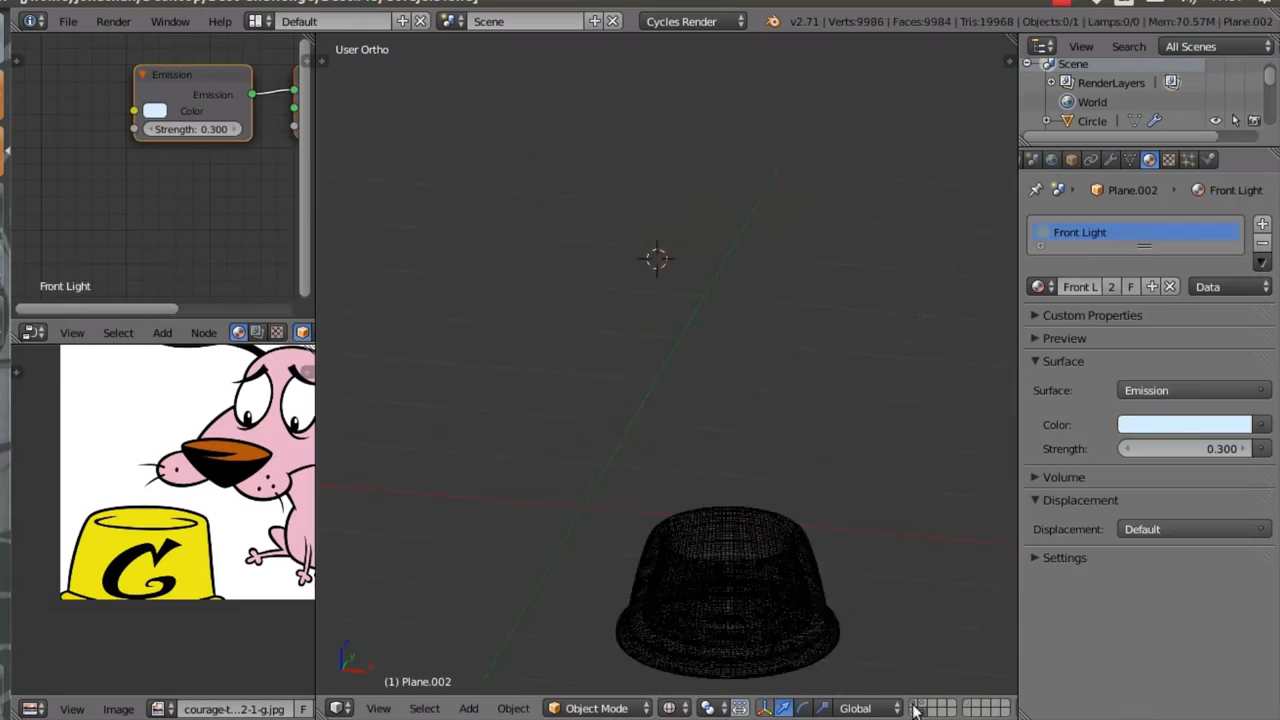 File Render Window Help Default Scene Cycles Render v2.71 | Verts:9986 | Faces:9984 | Tris:19968 | Objects:0/1 | Lamps:0/0 | Mem:70.57M | Plane.002
User Ortho
View Search All Scenes
Scene
RenderLayers
World
Circle
Emission
Emission
Color
Strength: 0.300
Plane.002 Front Light
Front Light
Front Light
Front L 2 F Data
Custom Properties
Preview
Surface
Surface: Emission
Color:
Strength: 0.300
Volume
Displacement
Displacement: Default
Settings
View Select Add Node
G
(1) Plane.002
View Image courage-t...2-1-g.jpg F
View Select Add Object Object Mode Global